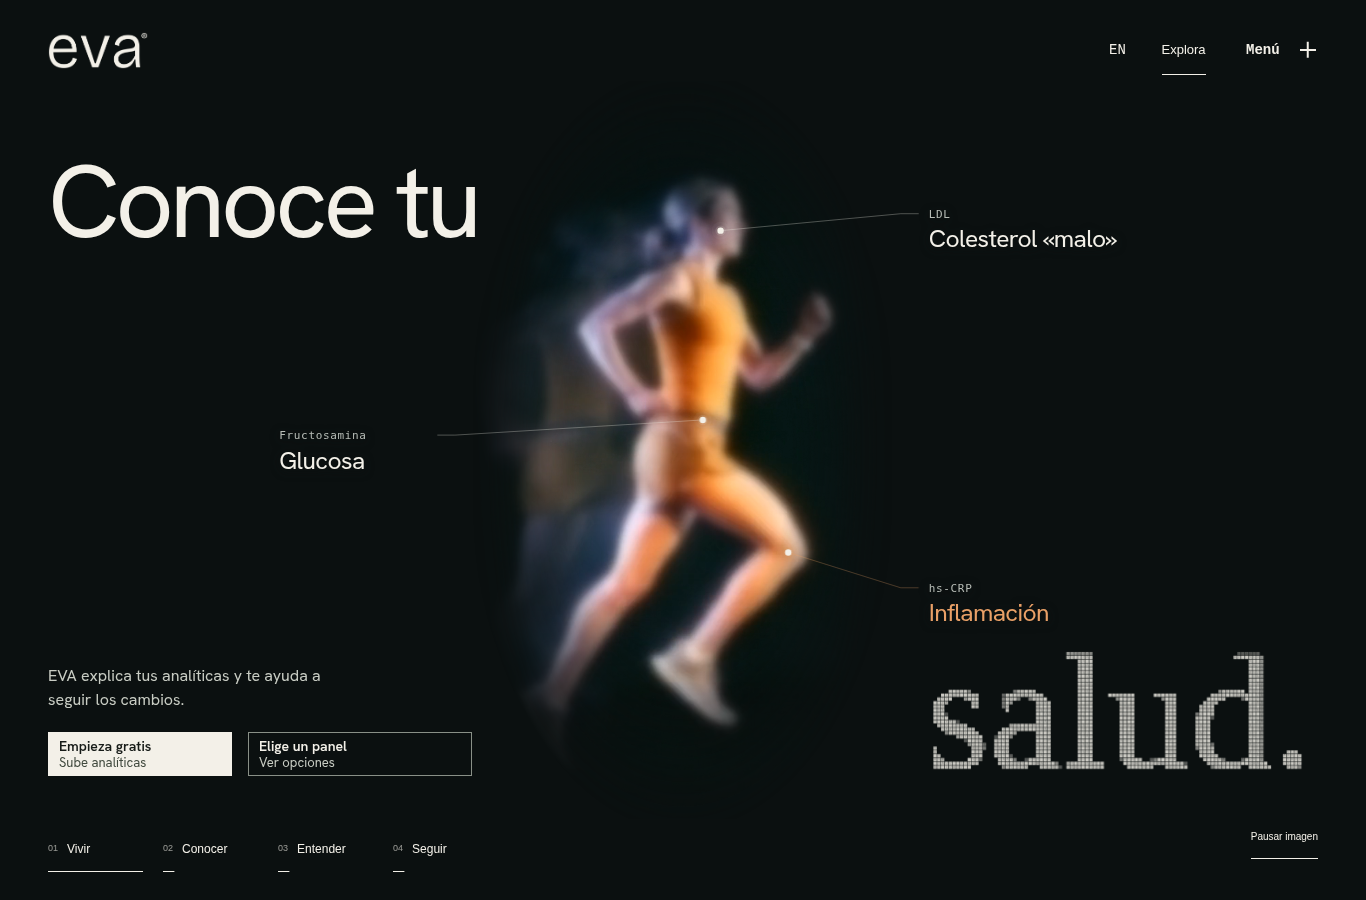 eva®
EN
Explora
Menú
Conoce tu
LDL
Colesterol «malo»
Fructosamina
Glucosa
hs-CRP
Inflamación
salud.
EVA explica tus analíticas y te ayuda a
seguir los cambios.
Empieza gratis
Sube analíticas
Elige un panel
Ver opciones
01 Vivir
02 Conocer
03 Entender
04 Seguir
Pausar imagen